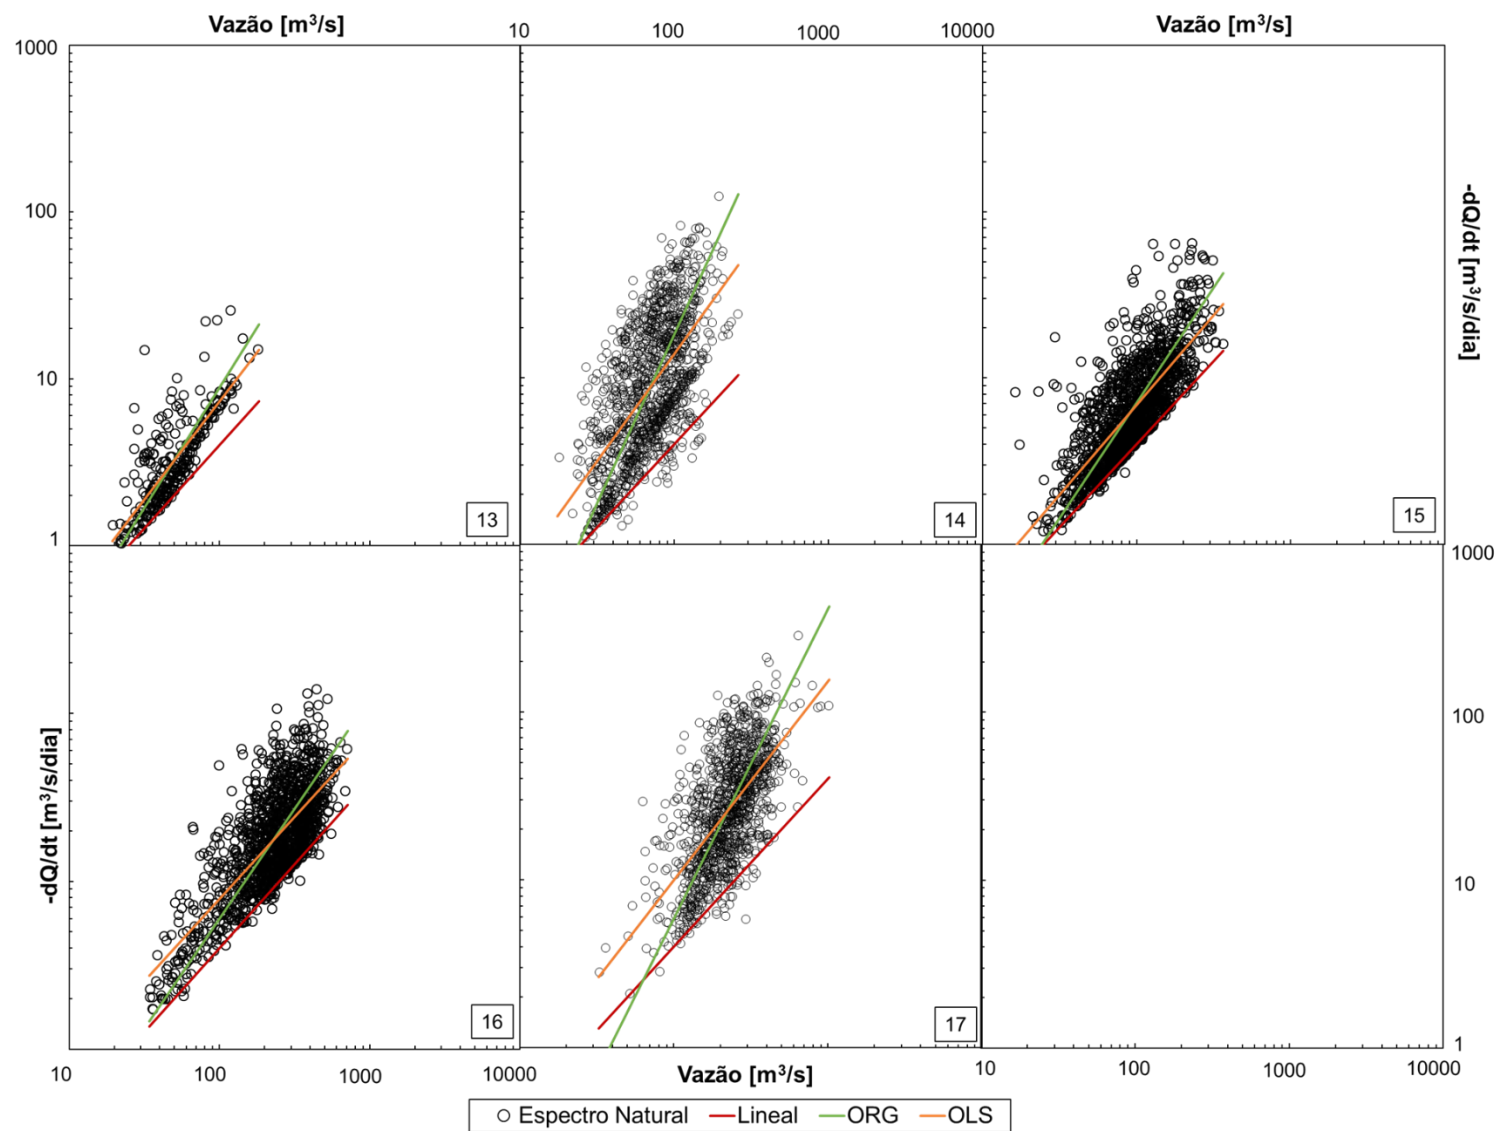 Vazão [m³/s]
10 100 1000 10000
Vazão [m³/s]
1000
100
10
1
-dQ/dt [m³/s/dia]
13
14
15
-dQ/dt [m³/s/dia]
16
17
1000
100
10
1
10 100 1000 10000
Vazão [m³/s]
10 100 1000 10000
Espectro Natural Lineal ORG OLS